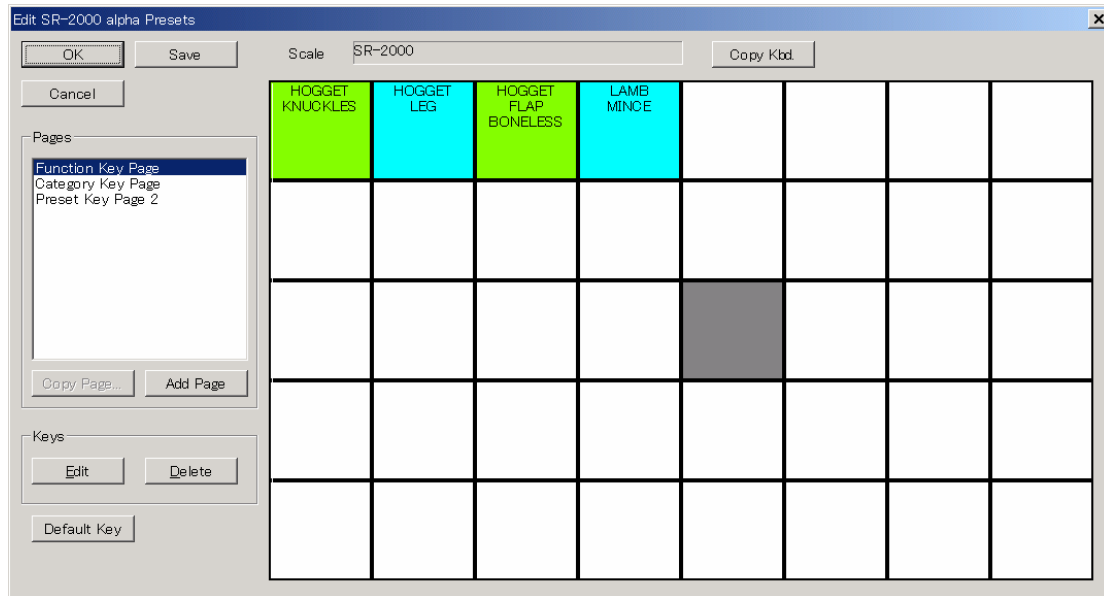 Edit SR-2000 alpha Presets
OK
Save
Scale
SR-2000
Copy Kbd.
Cancel
Pages
Function Key Page
Category Key Page
Preset Key Page 2
Copy Page...
Add Page
Keys
Edit
Delete
Default Key
HOGGET
KNUCKLES
HOGGET
LEG
HOGGET
FLAP
BONELESS
LAMB
MINCE